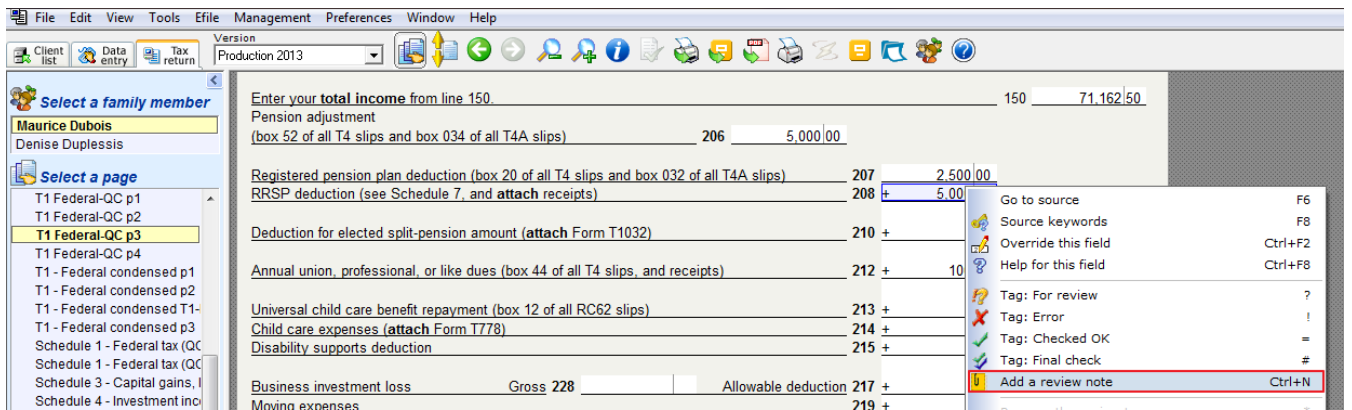 File Edit View Tools Efile Management Preferences Window Help
Client list
Data entry
Tax return
Version
Production 2013
Select a family member
Maurice Dubois
Denise Duplessis
Select a page
T1 Federal-QC p1
T1 Federal-QC p2
T1 Federal-QC p3
T1 Federal-QC p4
T1 - Federal condensed p1
T1 - Federal condensed p2
T1 - Federal condensed T1-
T1 - Federal condensed p3
Schedule 1 - Federal tax (QC
Schedule 1 - Federal tax (QC
Schedule 3 - Capital gains, l
Schedule 4 - Investment inco
Enter your total income from line 150. 150 71,162 50
Pension adjustment
(box 52 of all T4 slips and box 034 of all T4A slips) 206 5,000 00
Registered pension plan deduction (box 20 of all T4 slips and box 032 of all T4A slips) 207 2,500 00
RRSP deduction (see Schedule 7, and attach receipts) 208 + 5,00
Deduction for elected split-pension amount (attach Form T1032) 210 +
Annual union, professional, or like dues (box 44 of all T4 slips, and receipts) 212 + 10
Universal child care benefit repayment (box 12 of all RC62 slips) 213 +
Child care expenses (attach Form T778) 214 +
Disability supports deduction 215 +
Business investment loss Gross 228 Allowable deduction 217 +
Moving expenses 219 +
Go to source F6
Source keywords F8
Override this field Ctrl+F2
Help for this field Ctrl+F8
Tag: For review ?
Tag: Error !
Tag: Checked OK =
Tag: Final check #
Add a review note Ctrl+N